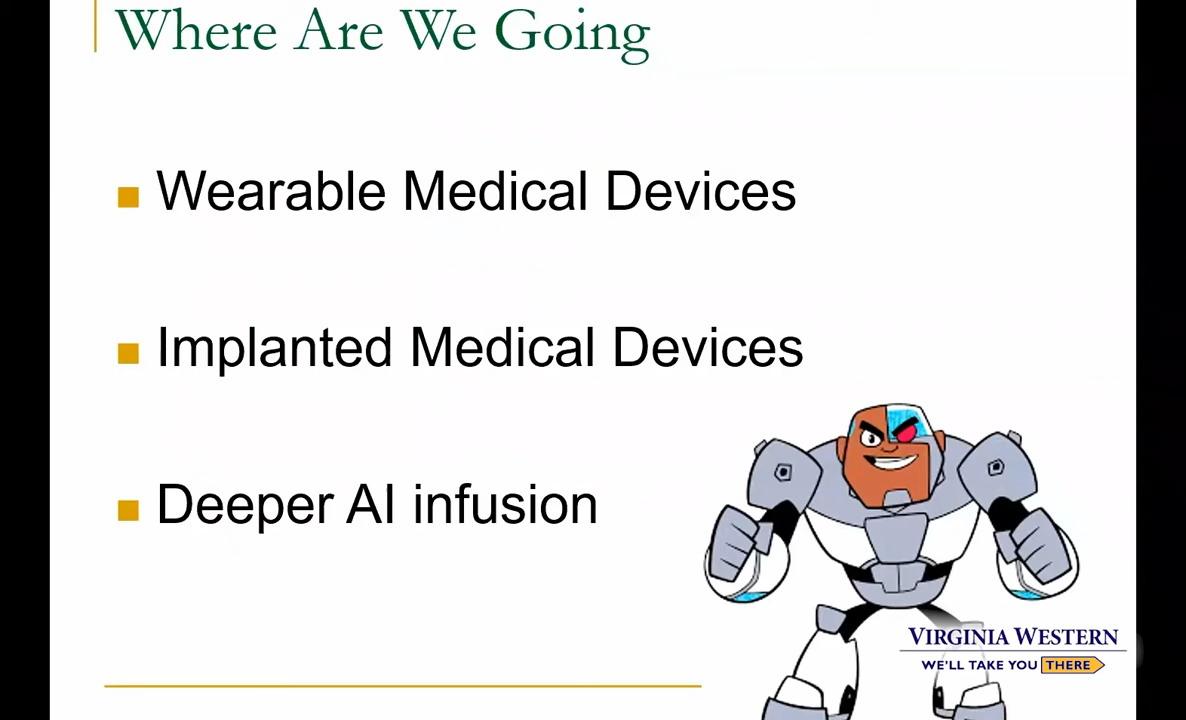 Where Are We Going
Wearable Medical Devices
Implanted Medical Devices
Deeper AI infusion
VIRGINIA WESTERN
WE'LL TAKE YOU THERE